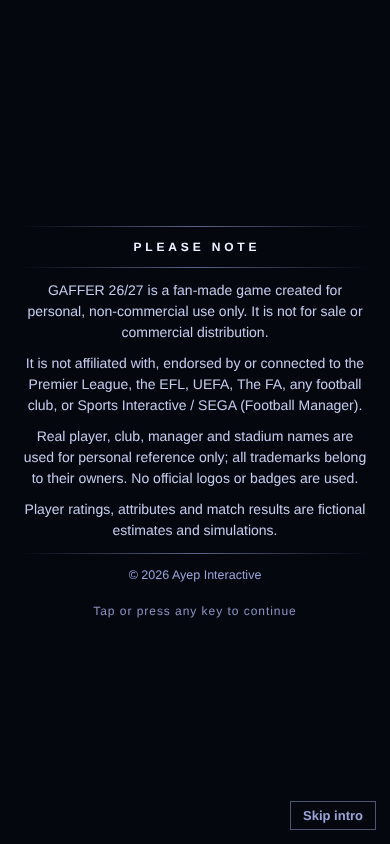 PLEASE NOTE
GAFFER 26/27 is a fan-made game created for
personal, non-commercial use only. It is not for sale or
commercial distribution.
It is not affiliated with, endorsed by or connected to the
Premier League, the EFL, UEFA, The FA, any football
club, or Sports Interactive / SEGA (Football Manager).
Real player, club, manager and stadium names are
used for personal reference only; all trademarks belong
to their owners. No official logos or badges are used.
Player ratings, attributes and match results are fictional
estimates and simulations.
© 2026 Ayep Interactive
Tap or press any key to continue
Skip intro